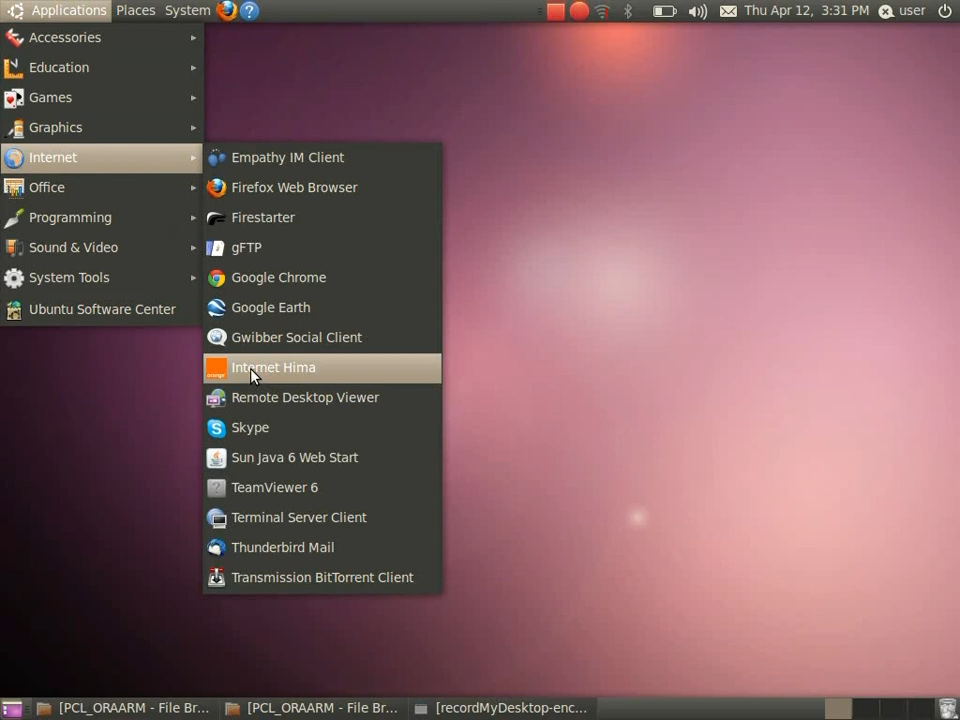 Applications Places System Thu Apr 12, 3:31 PM user
Accessories
Education
Games
Graphics
Internet
Office
Programming
Sound & Video
System Tools
Ubuntu Software Center
Empathy IM Client
Firefox Web Browser
Firestarter
gFTP
Google Chrome
Google Earth
Gwibber Social Client
Internet Hima
Remote Desktop Viewer
Skype
Sun Java 6 Web Start
TeamViewer 6
Terminal Server Client
Thunderbird Mail
Transmission BitTorrent Client
[PCL_ORAARM - File Br... [PCL_ORAARM - File Br... [recordMyDesktop-enc...